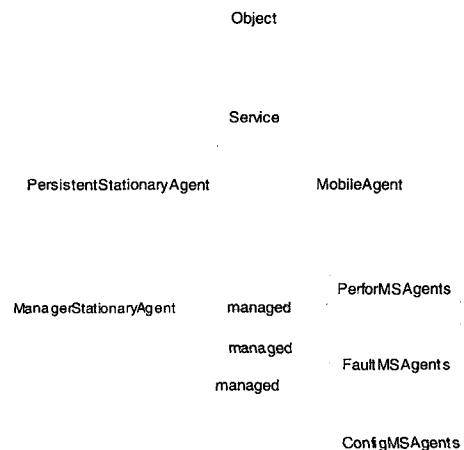 Object
Service
PersistentStationaryAgent
MobileAgent
PerforMSAgents
ManagerStationaryAgent
managed
managed
FaultMSAgents
managed
ConfigMSAgents